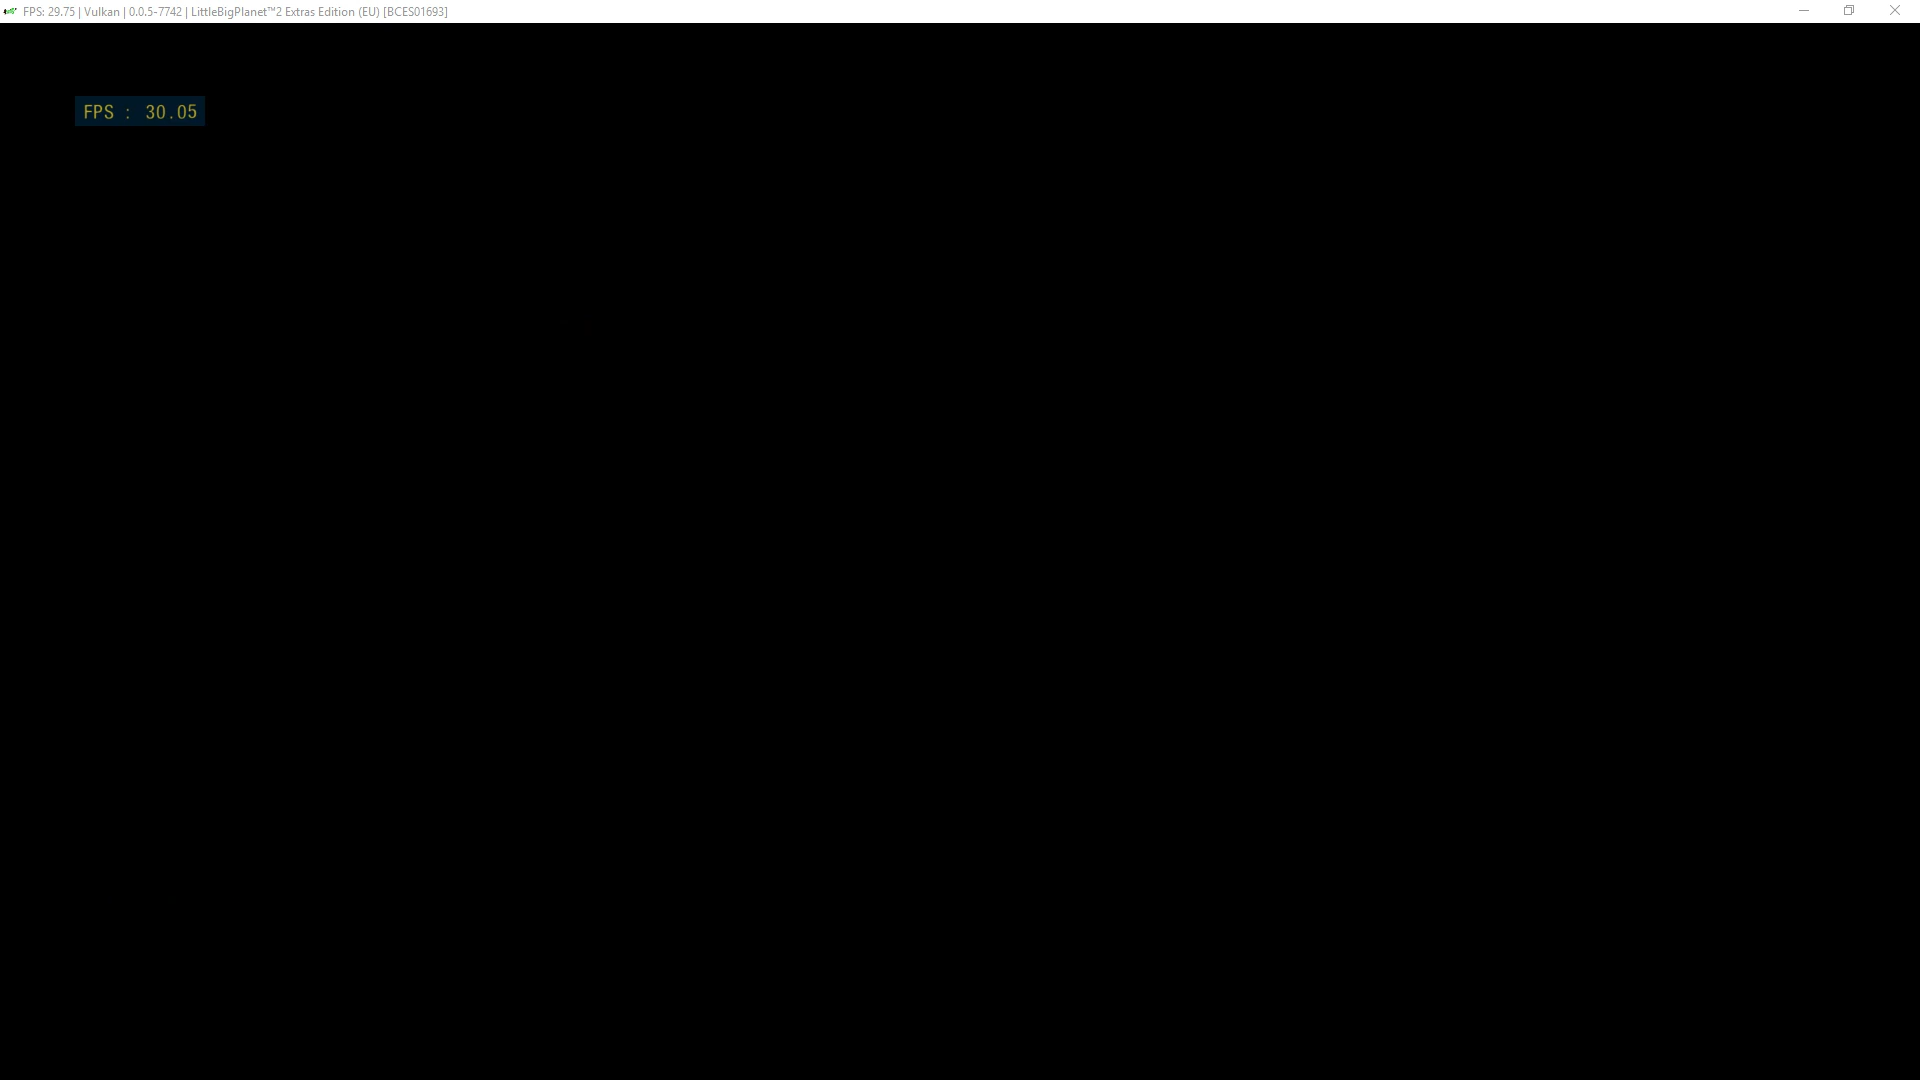 FPS: 29.75 | Vulkan | 0.0.5-7742 | LittleBigPlanet™2 Extras Edition (EU) [BCES01693]
FPS : 30.05